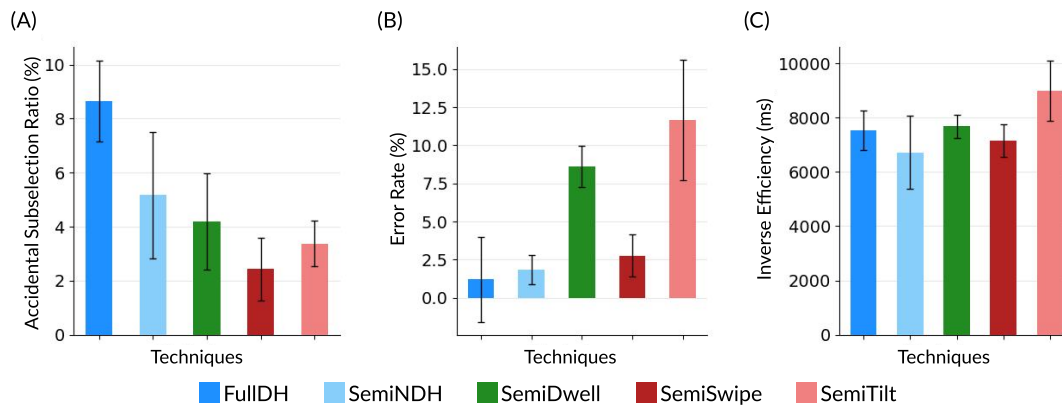 (A)
(B)
(C)
Accidental Subselection Ratio (%)
10
8
6
4
2
0
Techniques
Error Rate (%)
15.0
12.5
10.0
7.5
5.0
2.5
0.0
Techniques
Inverse Efficiency (ms)
10000
8000
6000
4000
2000
0
Techniques
FullDH SemiNDH SemiDwell SemiSwipe SemiTilt